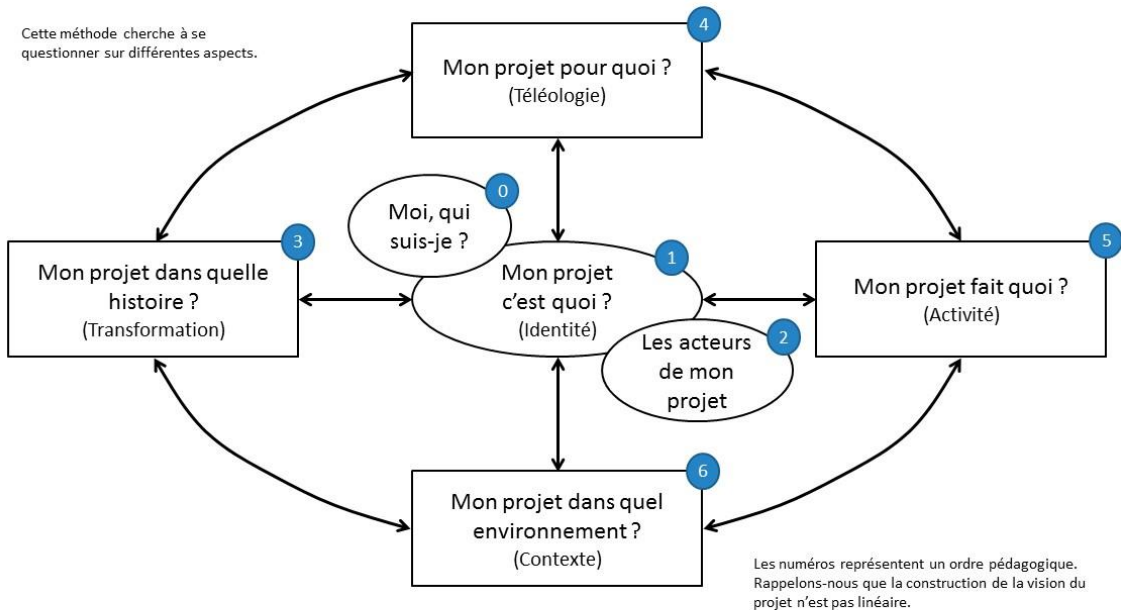 Cette méthode cherche à se
questionner sur différentes aspects.
4
Mon projet pour quoi ?
(Téléologie)
0
Moi, qui
suis-je ?
3
Mon projet dans quelle
histoire ?
(Transformation)
1
Mon projet
c'est quoi ?
(Identité)
5
Mon projet fait quoi ?
(Activité)
2
Les acteurs
de mon
projet
6
Mon projet dans quel
environnement ?
(Contexte)
Les numéros représentent un ordre pédagogique.
Rappelons-nous que la construction de la vision du
projet n'est pas linéaire.